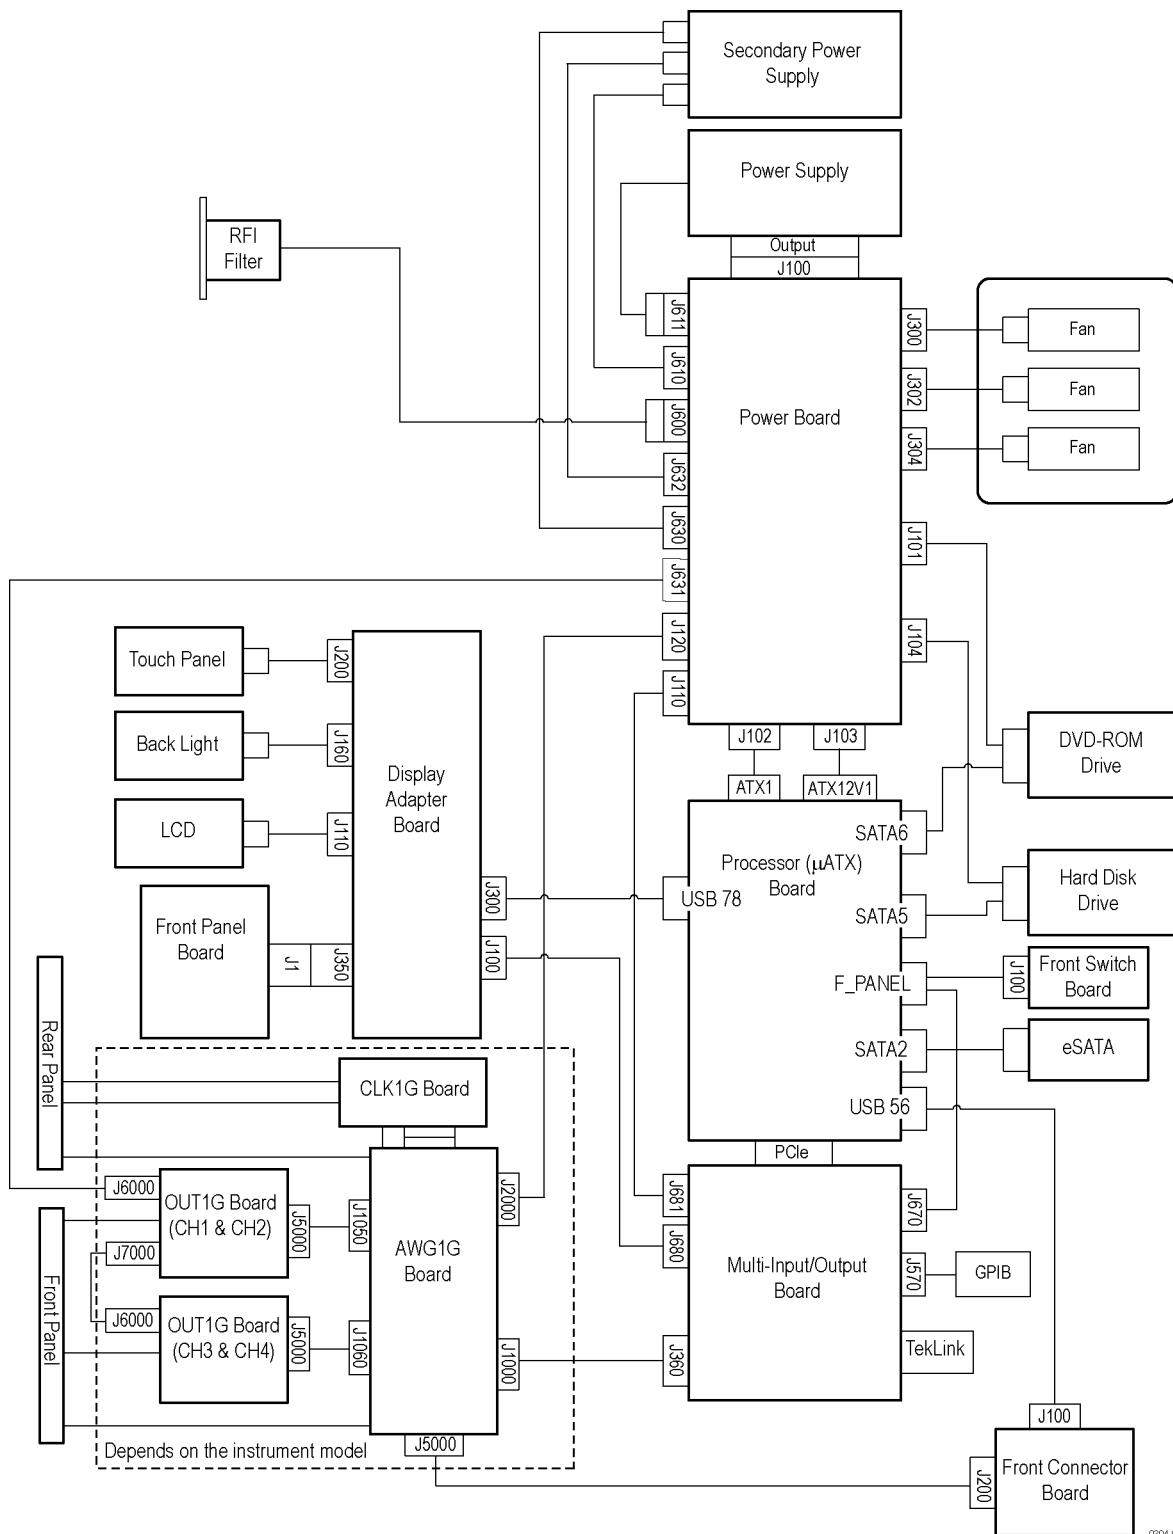 Secondary Power
Supply
Power Supply
Output
J100
RFI
Filter
J611
J610
J600
J632
J630
J631
J120
J110
Power Board
J300
J302
J304
J101
J104
Fan
Fan
Fan
J102
J103
ATX1
ATX12V1
Touch Panel
J200
Back Light
J160
LCD
J110
Display
Adapter
Board
Front Panel
Board
J1
J350
J300
J100
Processor (μATX)
Board
USB 78
SATA6
SATA5
F_PANEL
SATA2
USB 56
DVD-ROM
Drive
Hard Disk
Drive
J100
Front Switch
Board
eSATA
PCIe
Rear Panel
CLK1G Board
J6000
OUT1G Board
(CH1 & CH2)
J5000
J7000
J1050
J2000
AWG1G
Board
Front Panel
J6000
OUT1G Board
(CH3 & CH4)
J5000
J1060
J1000
J5000
Depends on the instrument model
J681
J680
J360
Multi-Input/Output
Board
J670
J570
GPIB
TekLink
J100
J200
Front Connector
Board